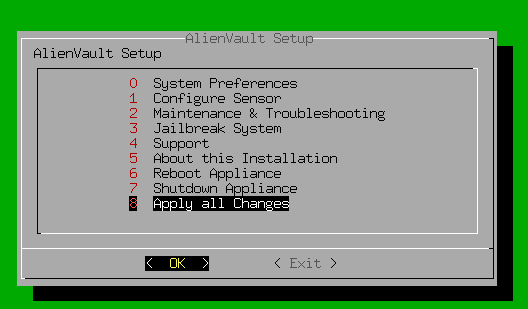 AlienVault Setup
AlienVault Setup
0 System Preferences
1 Configure Sensor
2 Maintenance & Troubleshooting
3 Jailbreak System
4 Support
5 About this Installation
6 Reboot Appliance
7 Shutdown Appliance
8 Apply all Changes
< OK > < Exit >